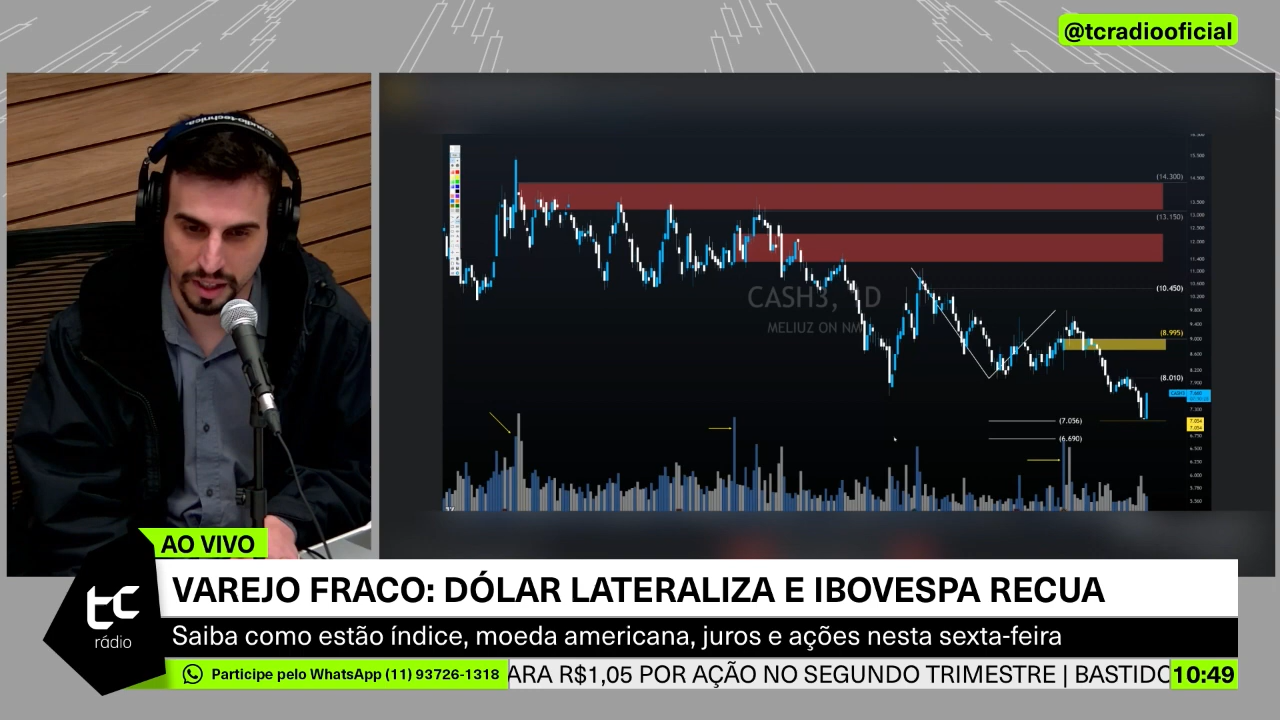 @tcradiooficial
audio-technica
(14.300)
(13.150)
CASH3, D
MELIUZ ON NM
(10.450)
(8.995)
(8.010)
(7.056)
(6.690)
AO VIVO
VAREJO FRACO: DÓLAR LATERALIZA E IBOVESPA RECUA
Saiba como estão índice, moeda americana, juros e ações nesta sexta-feira
tc
rádio
Participe pelo WhatsApp (11) 93726-1318
ARA R$1,05 POR AÇÃO NO SEGUNDO TRIMESTRE | BASTIDO
10:49